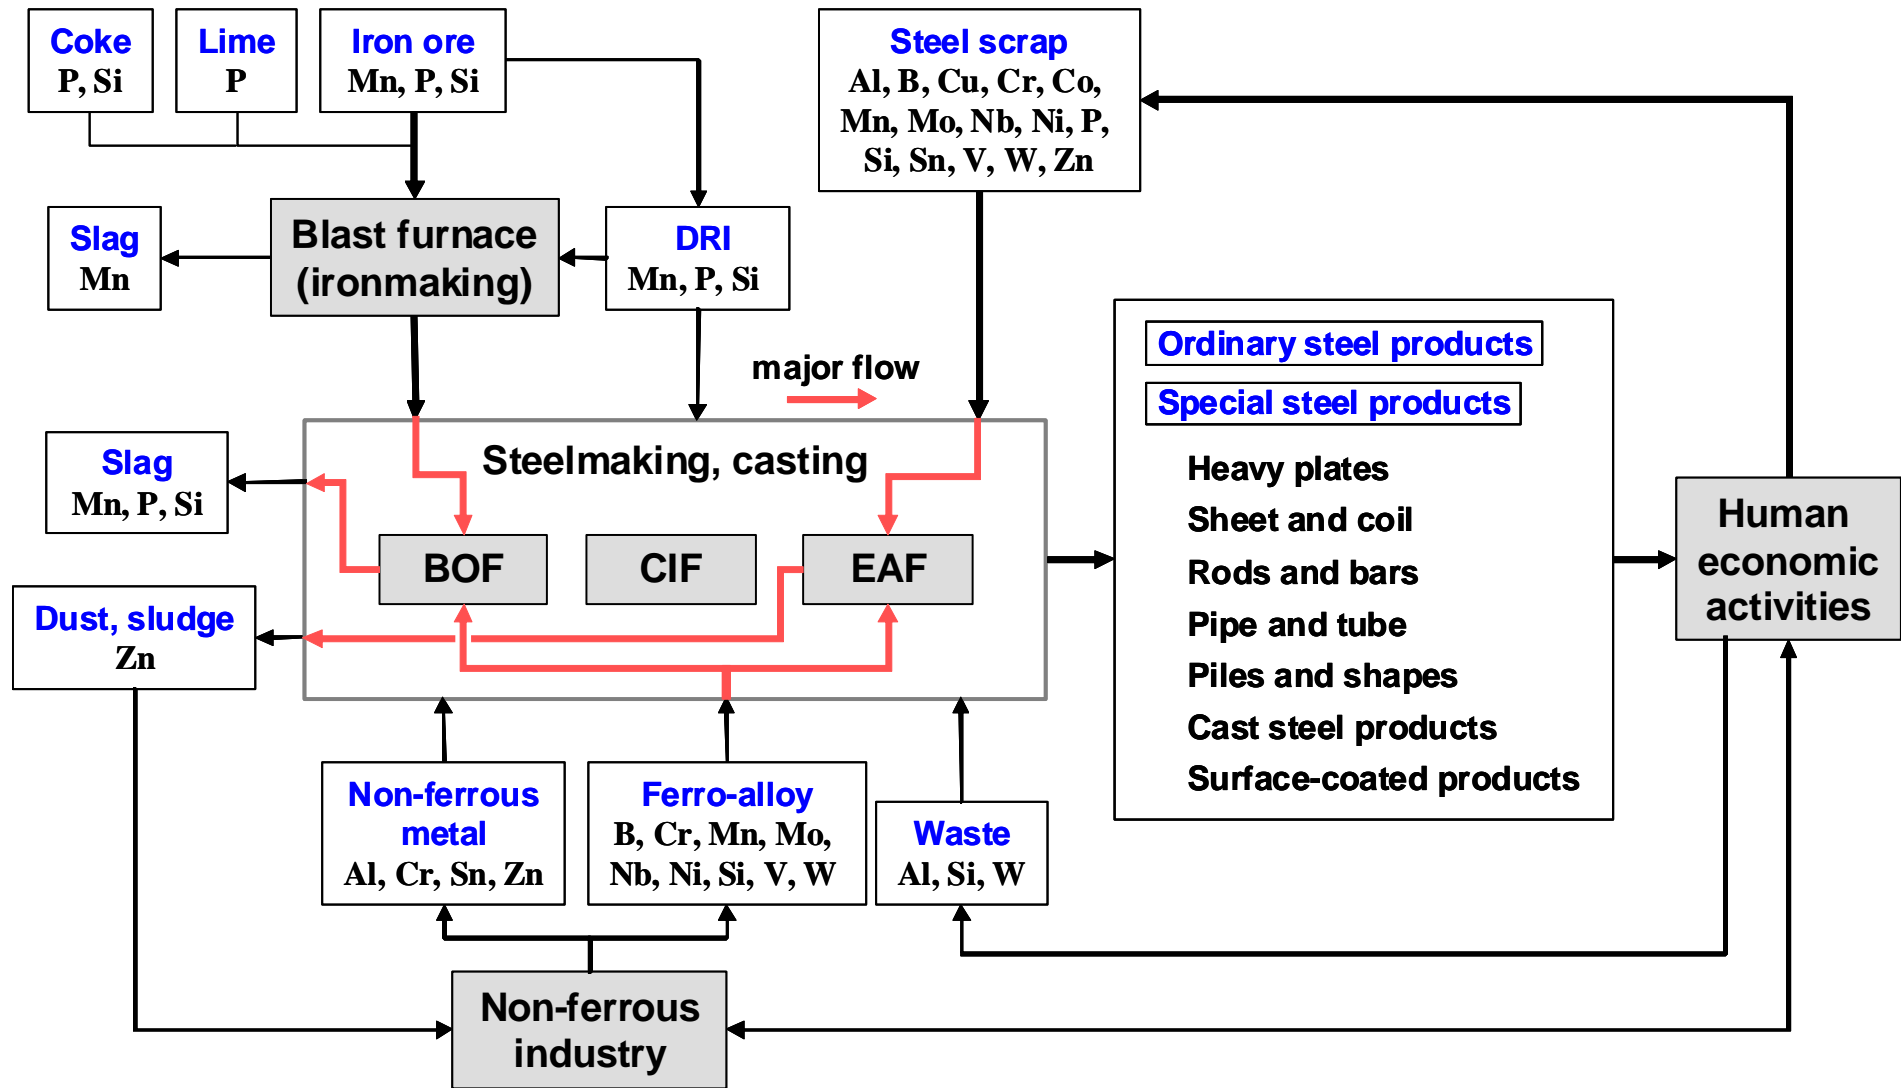 Coke
P, Si
Lime
P
Iron ore
Mn, P, Si
Steel scrap
Al, B, Cu, Cr, Co,
Mn, Mo, Nb, Ni, P,
Si, Sn, V, W, Zn
Slag
Mn
Blast furnace
(ironmaking)
DRI
Mn, P, Si
major flow
Ordinary steel products
Special steel products
Heavy plates
Sheet and coil
Rods and bars
Pipe and tube
Piles and shapes
Cast steel products
Surface-coated products
Human
economic
activities
Steelmaking, casting
Slag
Mn, P, Si
BOF
CIF
EAF
Dust, sludge
Zn
Non-ferrous
metal
Al, Cr, Sn, Zn
Ferro-alloy
B, Cr, Mn, Mo,
Nb, Ni, Si, V, W
Waste
Al, Si, W
Non-ferrous
industry